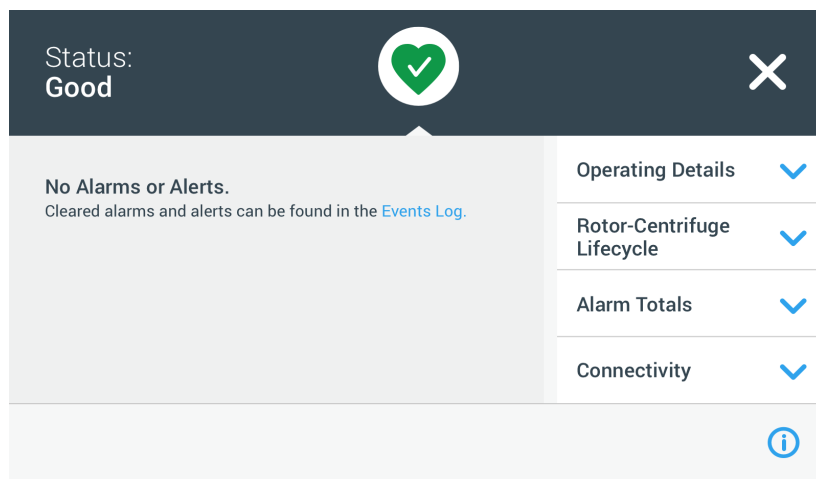 Status:
Good
No Alarms or Alerts.
Cleared alarms and alerts can be found in the Events Log.
Operating Details
Rotor-Centrifuge
Lifecycle
Alarm Totals
Connectivity